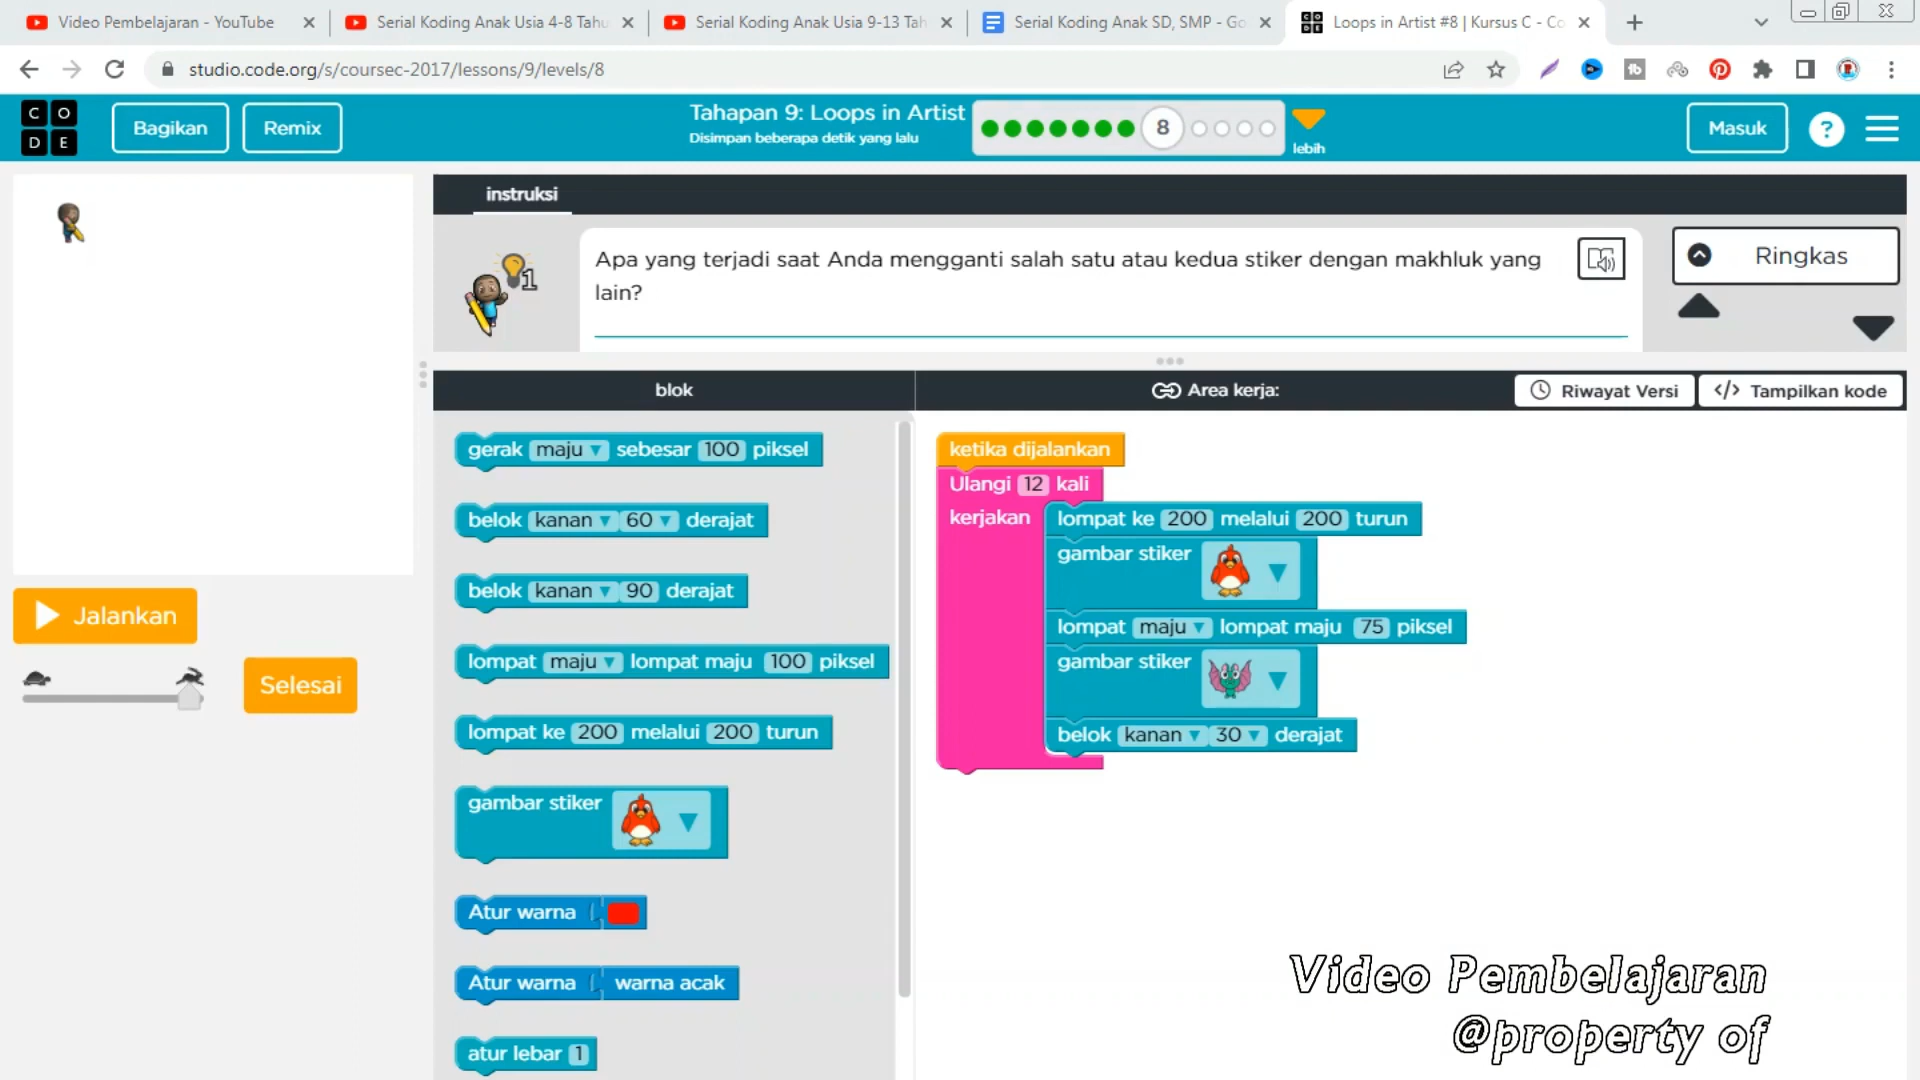 Video Pembelajaran - YouTube
Serial Koding Anak Usia 4-8 Tahu
Serial Koding Anak Usia 9-13 Tah
Serial Koding Anak SD, SMP - Go
Loops in Artist #8 | Kursus C - Co
studio.code.org/s/coursec-2017/lessons/9/levels/8
C O
D E
Bagikan
Remix
Tahapan 9: Loops in Artist
Disimpan beberapa detik yang lalu
8
lebih
Masuk
?
instruksi
1
Apa yang terjadi saat Anda mengganti salah satu atau kedua stiker dengan makhluk yang
lain?
Ringkas
blok
Area kerja:
Riwayat Versi
</> Tampilkan kode
Jalankan
Selesai
gerak maju sebesar 100 piksel
belok kanan 60 derajat
belok kanan 90 derajat
lompat maju lompat maju 100 piksel
lompat ke 200 melalui 200 turun
gambar stiker
Atur warna
Atur warna warna acak
atur lebar 1
ketika dijalankan
Ulangi 12 kali
kerjakan
lompat ke 200 melalui 200 turun
gambar stiker
lompat maju lompat maju 75 piksel
gambar stiker
belok kanan 30 derajat
Video Pembelajaran
@property of